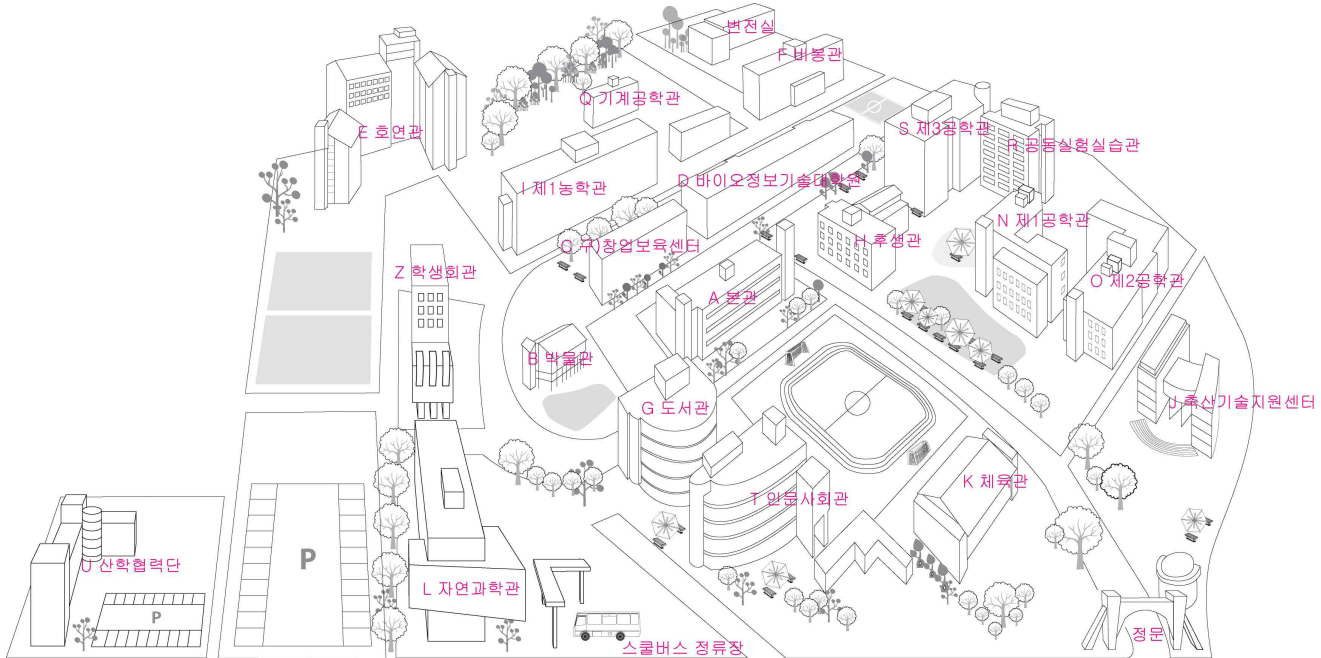 변전실
F 비봉관
Q 기계공학관
S 제3공학관
E 호연관
R 공동실험실습관
I 제1농학관
D 바이오정보기술대학원
N 제1공학관
C 구)창업보육센터
H 후생관
Z 학생회관
O 제2공학관
A 본관
B 박물관
G 도서관
J 축산기술지원센터
K 체육관
T 인문사회관
P
U 산학협력단
L 자연과학관
P
정문
스쿨버스 정류장